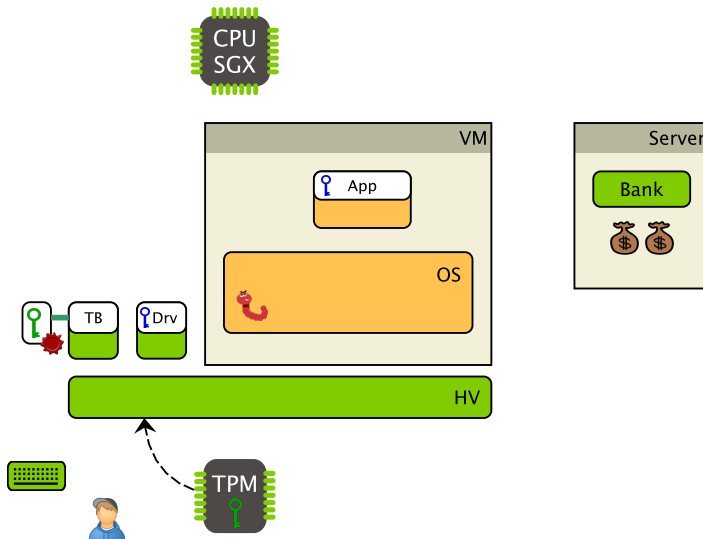 CPU
SGX
VM
Server
App
Bank
OS
TB
Drv
HV
TPM